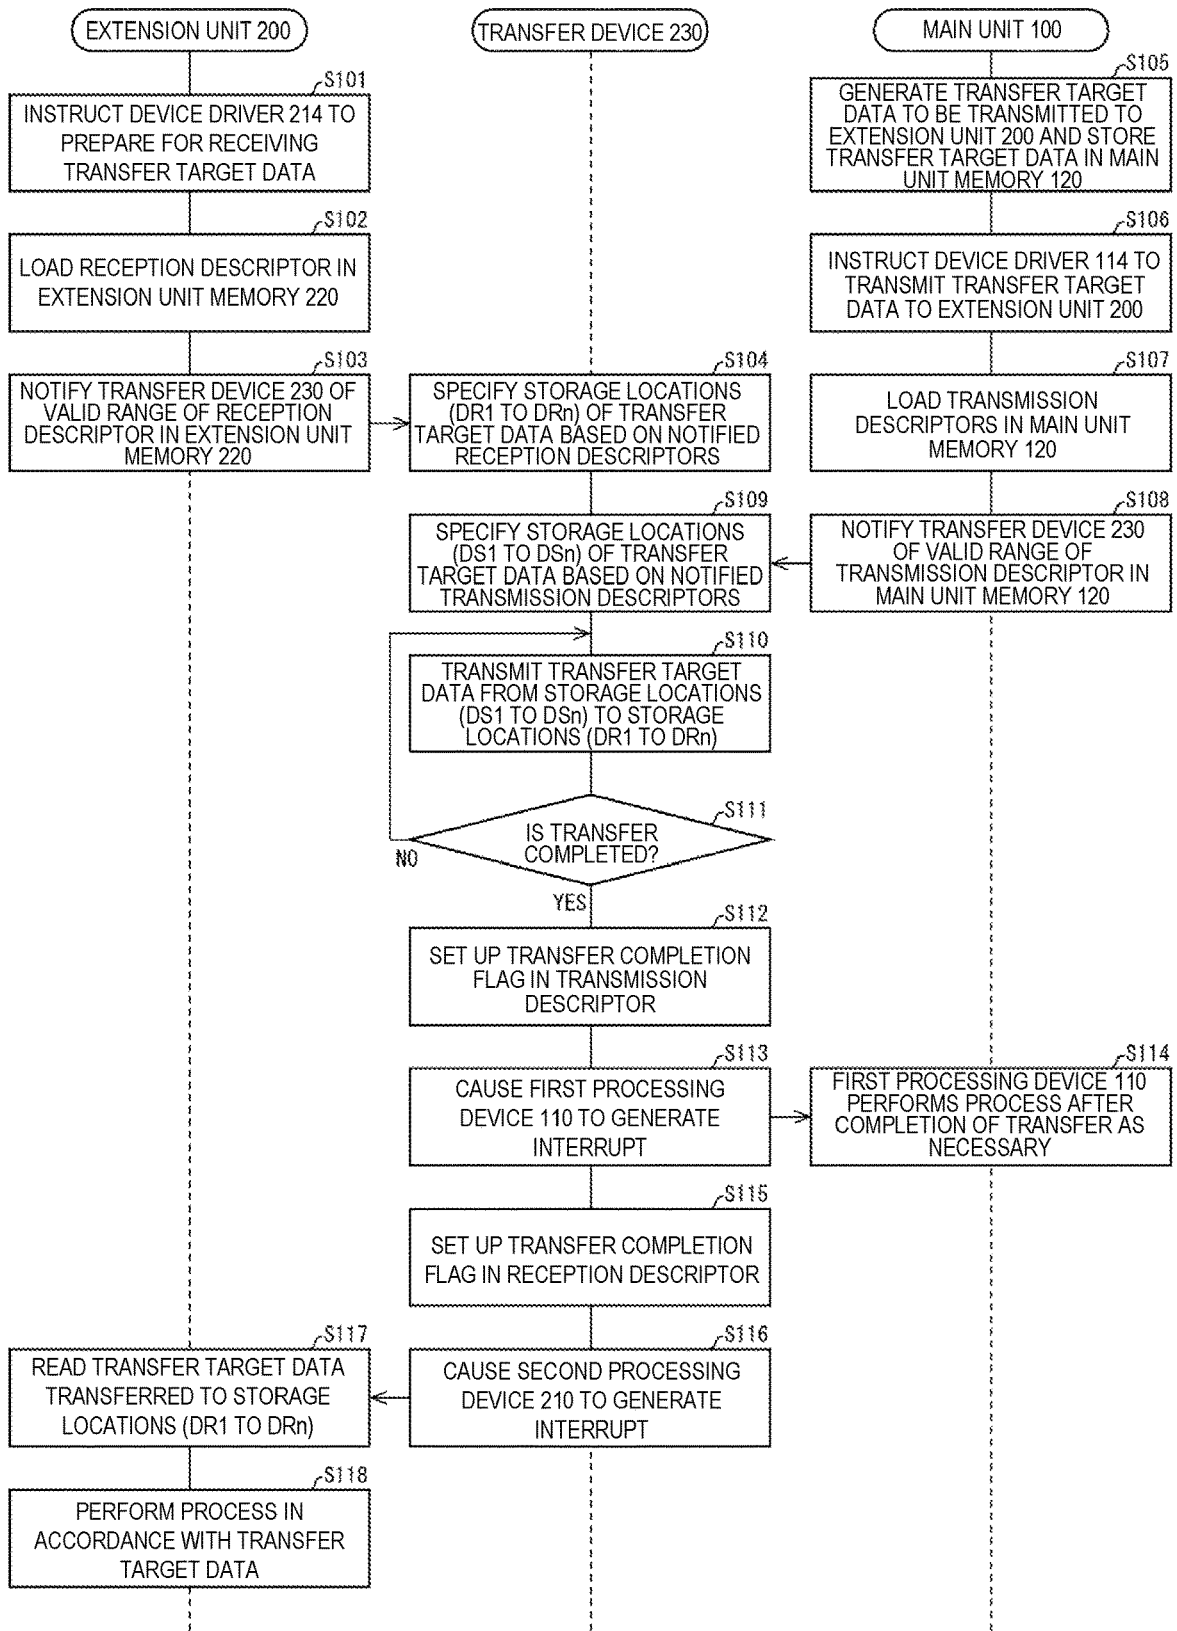 EXTENSION UNIT 200
TRANSFER DEVICE 230
MAIN UNIT 100
S101
INSTRUCT DEVICE DRIVER 214 TO
PREPARE FOR RECEIVING
TRANSFER TARGET DATA
S105
GENERATE TRANSFER TARGET
DATA TO BE TRANSMITTED TO
EXTENSION UNIT 200 AND STORE
TRANSFER TARGET DATA IN MAIN
UNIT MEMORY 120
S102
LOAD RECEPTION DESCRIPTOR IN
EXTENSION UNIT MEMORY 220
S106
INSTRUCT DEVICE DRIVER 114 TO
TRANSMIT TRANSFER TARGET
DATA TO EXTENSION UNIT 200
S103
NOTIFY TRANSFER DEVICE 230 OF
VALID RANGE OF RECEPTION
DESCRIPTOR IN EXTENSION UNIT
MEMORY 220
S104
SPECIFY STORAGE LOCATIONS
(DR1 TO DRn) OF TRANSFER
TARGET DATA BASED ON NOTIFIED
RECEPTION DESCRIPTORS
S107
LOAD TRANSMISSION
DESCRIPTORS IN MAIN UNIT
MEMORY 120
S109
SPECIFY STORAGE LOCATIONS
(DS1 TO DSn) OF TRANSFER
TARGET DATA BASED ON NOTIFIED
TRANSMISSION DESCRIPTORS
S108
NOTIFY TRANSFER DEVICE 230
OF VALID RANGE OF
TRANSMISSION DESCRIPTOR IN
MAIN UNIT MEMORY 120
S110
TRANSMIT TRANSFER TARGET
DATA FROM STORAGE LOCATIONS
(DS1 TO DSn) TO STORAGE
LOCATIONS (DR1 TO DRn)
S111
IS TRANSFER
COMPLETED?
NO
YES
S112
SET UP TRANSFER COMPLETION
FLAG IN TRANSMISSION
DESCRIPTOR
S113
CAUSE FIRST PROCESSING
DEVICE 110 TO GENERATE
INTERRUPT
S114
FIRST PROCESSING DEVICE 110
PERFORMS PROCESS AFTER
COMPLETION OF TRANSFER AS
NECESSARY
S115
SET UP TRANSFER COMPLETION
FLAG IN RECEPTION DESCRIPTOR
S116
CAUSE SECOND PROCESSING
DEVICE 210 TO GENERATE
INTERRUPT
S117
READ TRANSFER TARGET DATA
TRANSFERRED TO STORAGE
LOCATIONS (DR1 TO DRn)
S118
PERFORM PROCESS IN
ACCORDANCE WITH TRANSFER
TARGET DATA